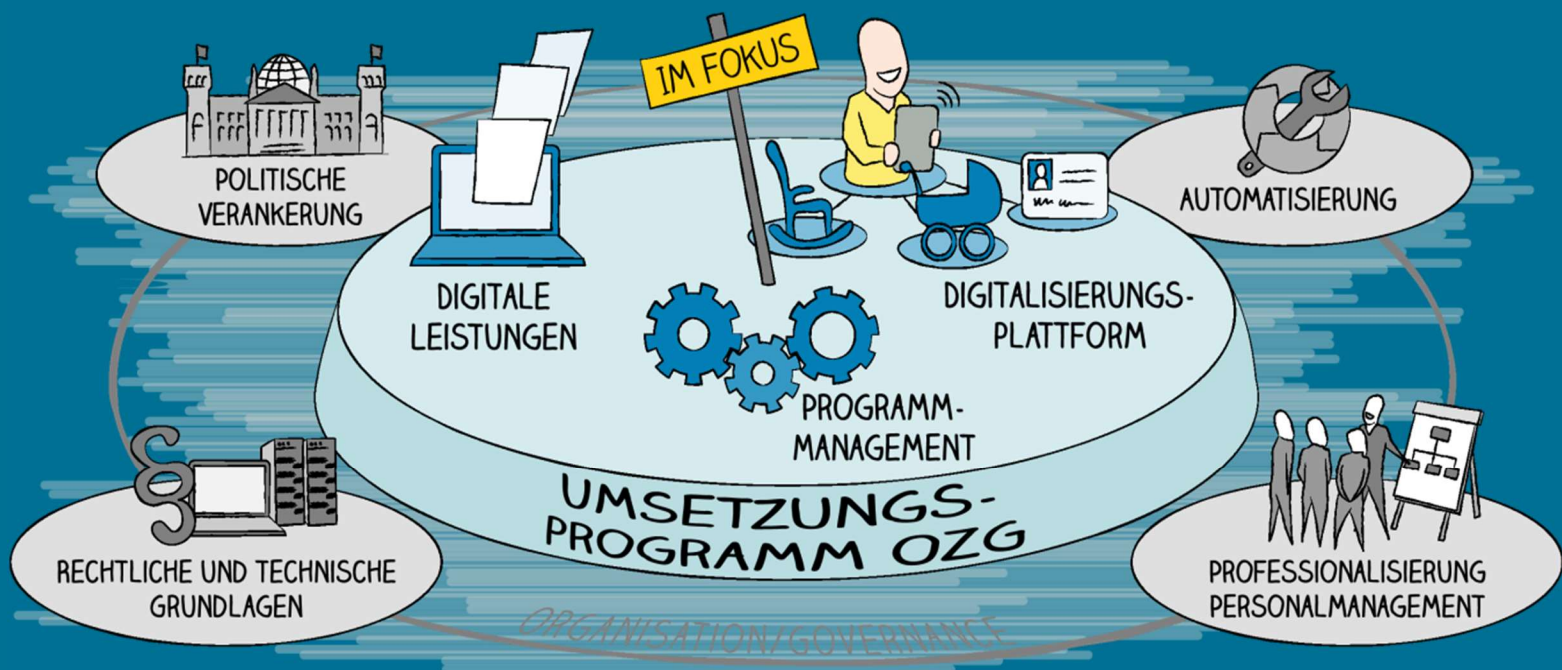 IM FOKUS
POLITISCHE
VERANKERUNG
AUTOMATISIERUNG
DIGITALE
LEISTUNGEN
DIGITALISIERUNGS-
PLATTFORM
PROGRAMM-
MANAGEMENT
UMSETZUNGS-
PROGRAMM OZG
RECHTLICHE UND TECHNISCHE
GRUNDLAGEN
PROFESSIONALISIERUNG
PERSONALMANAGEMENT
ORGANISATION/GOVERNANCE